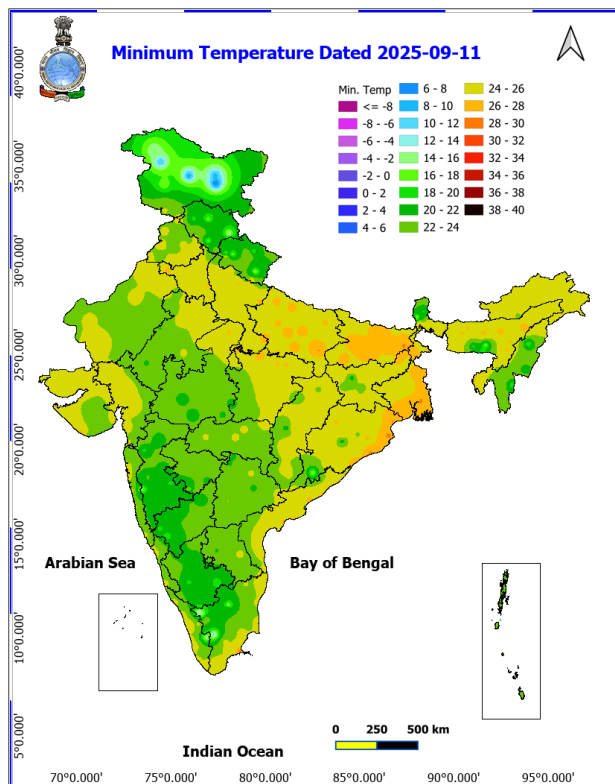 Minimum Temperature Dated 2025-09-11
Min. Temp
<= -8
-8 - -6
-6 - -4
-4 - -2
-2 - 0
0 - 2
2 - 4
4 - 6
6 - 8
8 - 10
10 - 12
12 - 14
14 - 16
16 - 18
18 - 20
20 - 22
22 - 24
24 - 26
26 - 28
28 - 30
30 - 32
32 - 34
34 - 36
36 - 38
38 - 40
40°0.000'
35°0.000'
30°0.000'
25°0.000'
20°0.000'
15°0.000'
10°0.000'
5°0.000'
Arabian Sea
Bay of Bengal
Indian Ocean
0 250 500 km
70°0.000' 75°0.000' 80°0.000' 85°0.000' 90°0.000' 95°0.000'